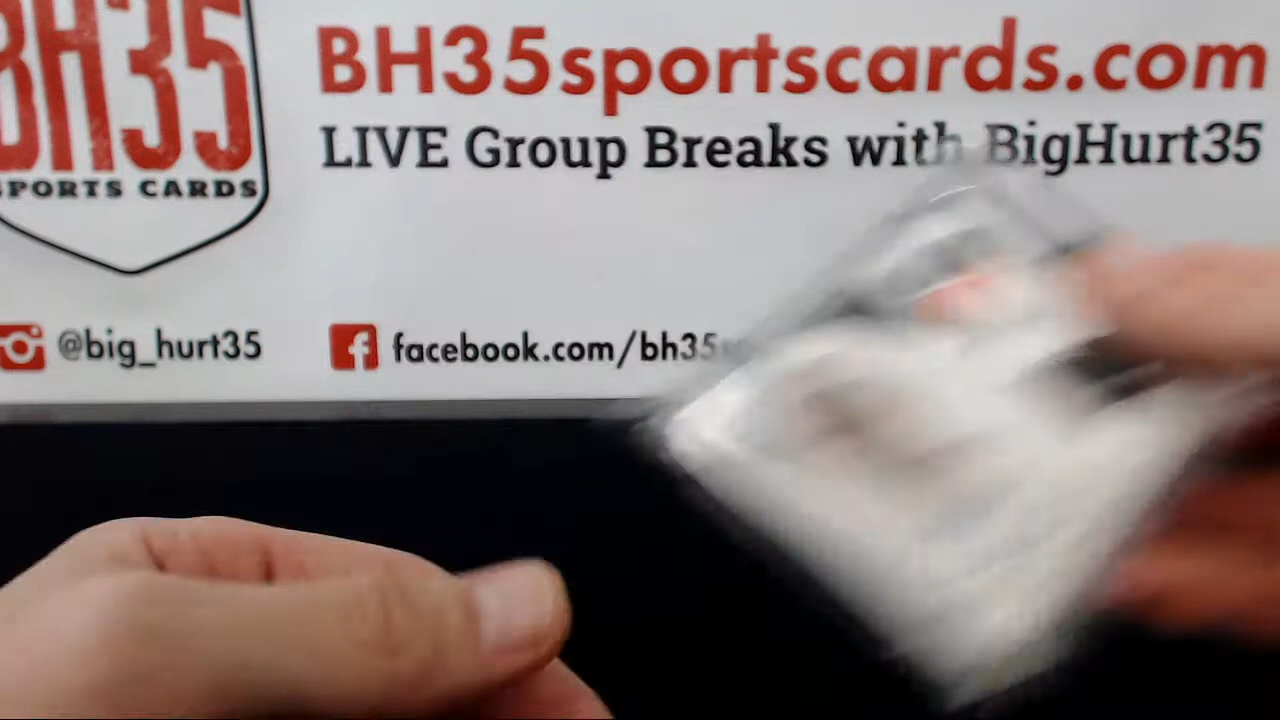 BH35
SPORTS CARDS
BH35sportscards.com
LIVE Group Breaks with BigHurt35
@big_hurt35
facebook.com/bh35